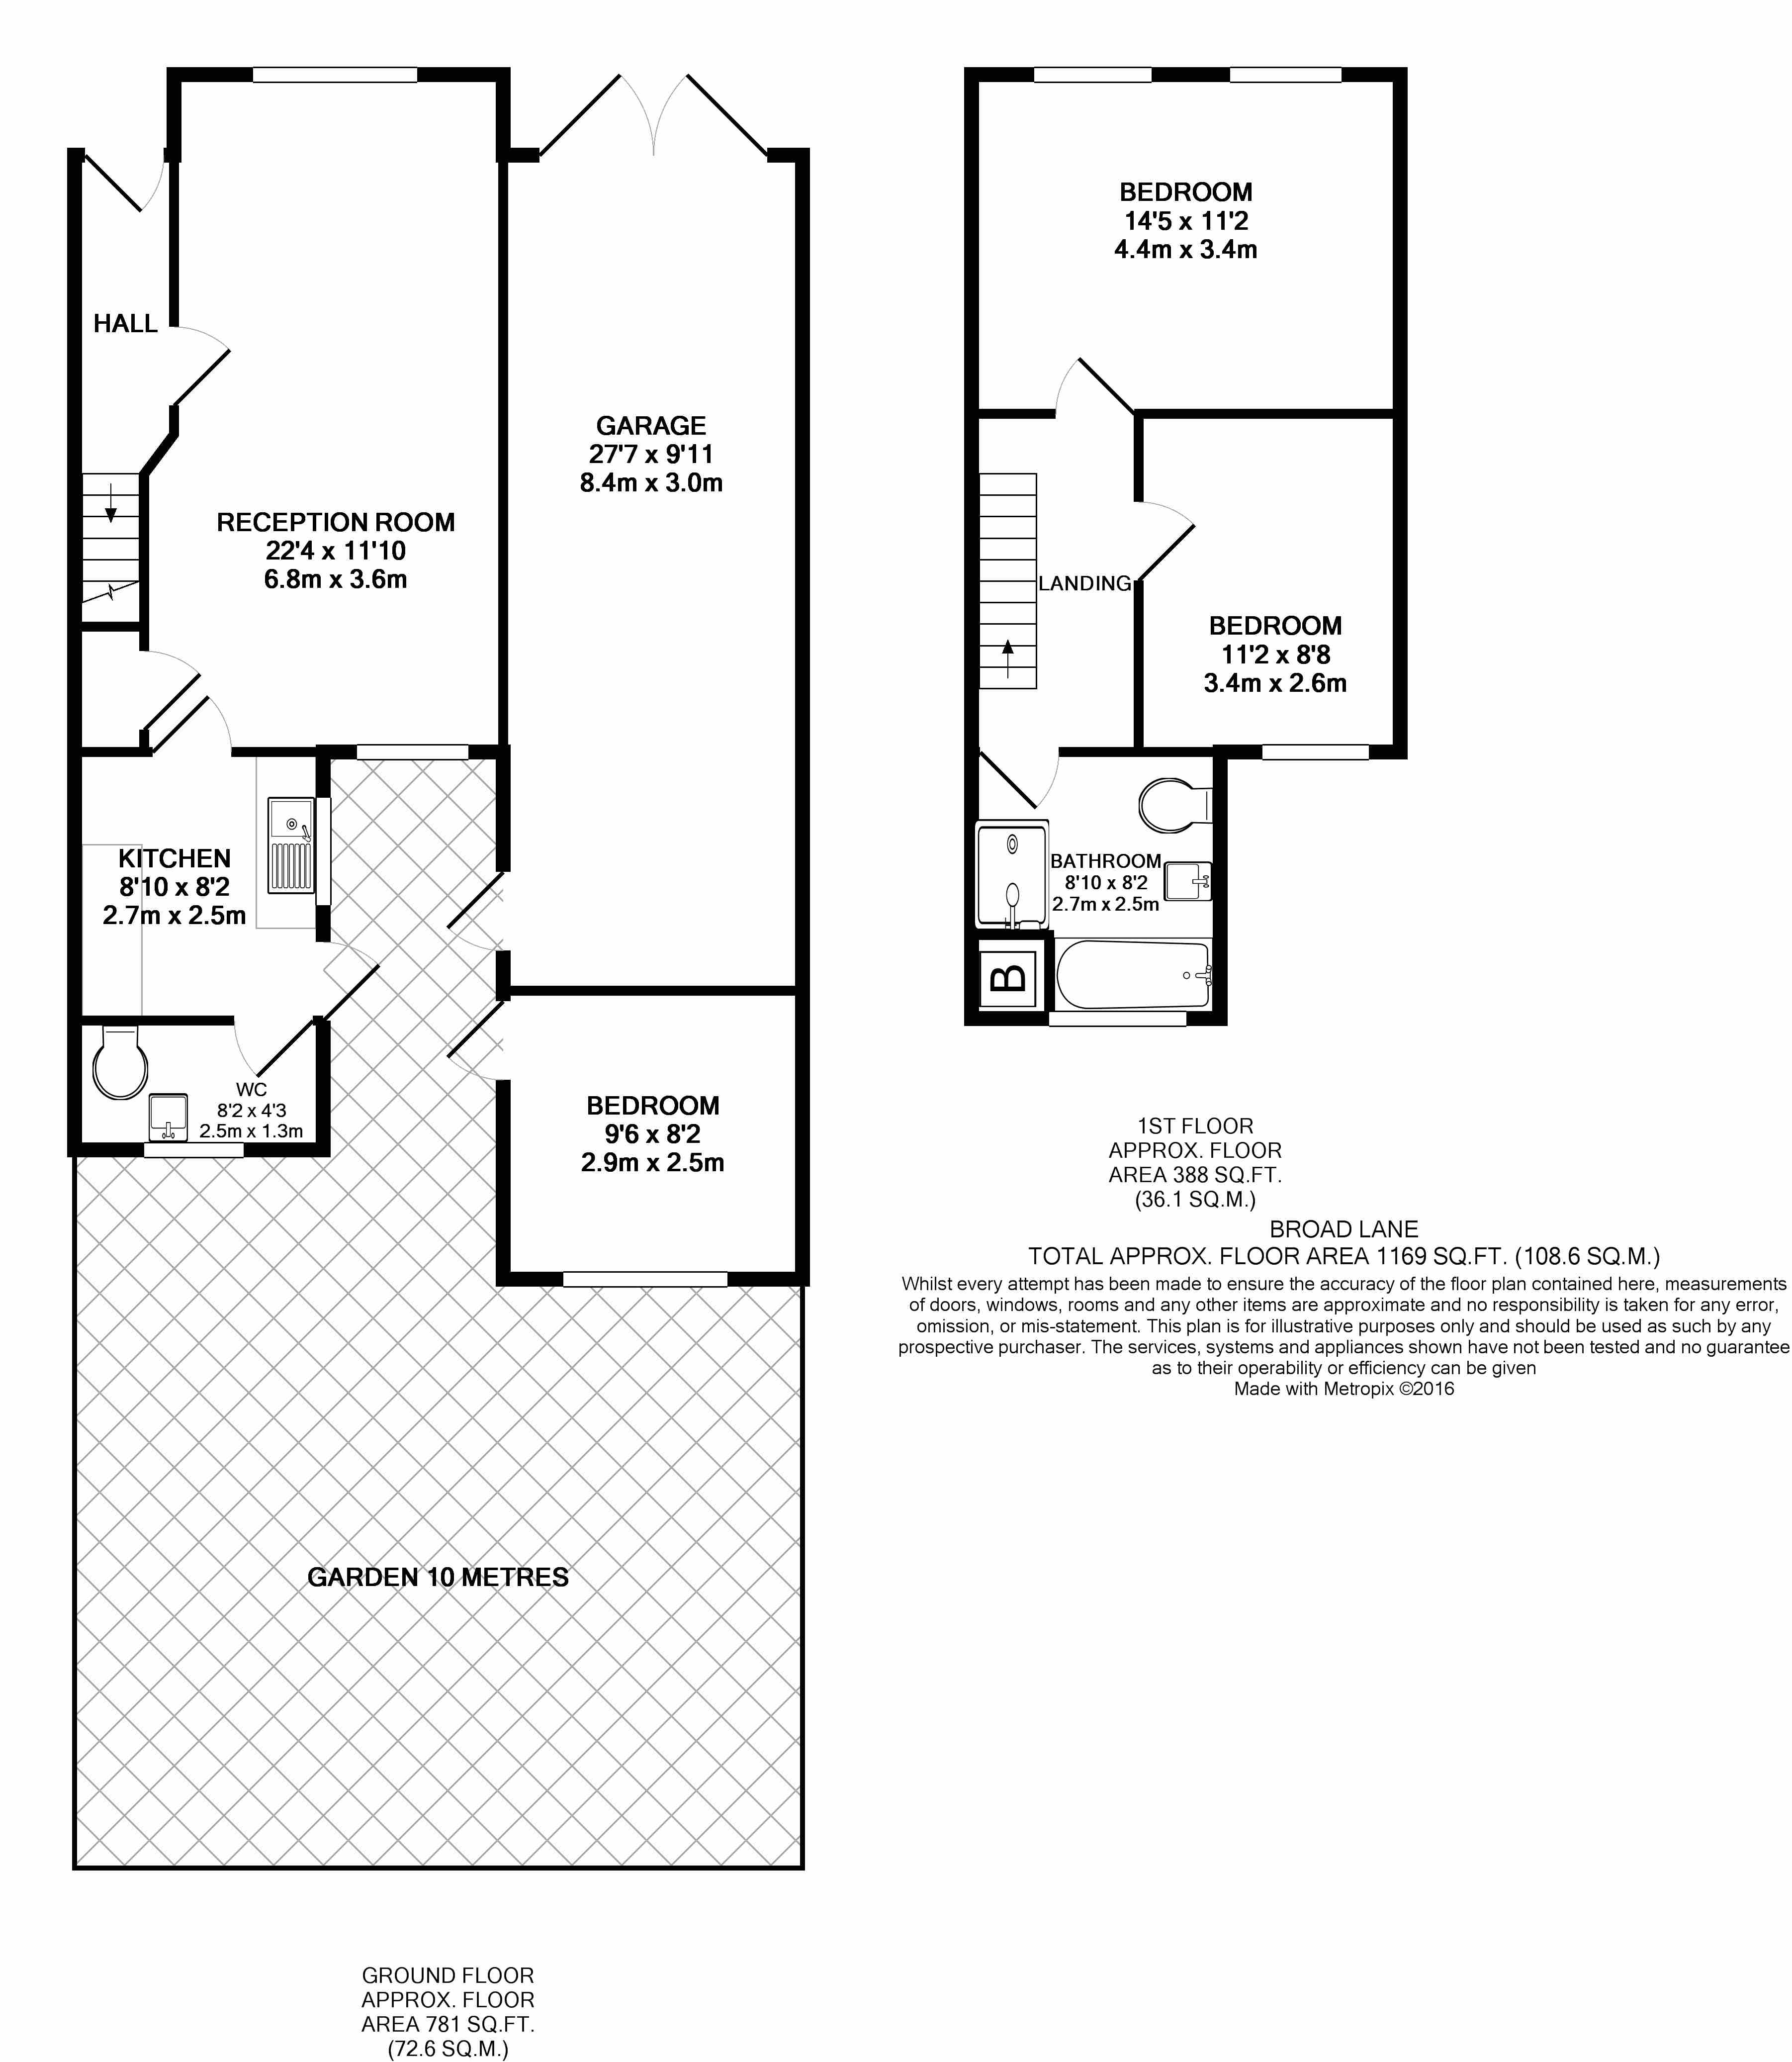 HALL
RECEPTION ROOM
22'4 x 11'10
6.8m x 3.6m
GARAGE
27'7 x 9'11
8.4m x 3.0m
KITCHEN
8'10 x 8'2
2.7m x 2.5m
WC
8'2 x 4'3
2.5m x 1.3m
BEDROOM
9'6 x 8'2
2.9m x 2.5m
GARDEN 10 METRES
GROUND FLOOR
APPROX. FLOOR
AREA 781 SQ.FT.
(72.6 SQ.M.)
BEDROOM
14'5 x 11'2
4.4m x 3.4m
LANDING
BEDROOM
11'2 x 8'8
3.4m x 2.6m
BATHROOM
8'10 x 8'2
2.7m x 2.5m
B
1ST FLOOR
APPROX. FLOOR
AREA 388 SQ.FT.
(36.1 SQ.M.)
BROAD LANE
TOTAL APPROX. FLOOR AREA 1169 SQ.FT. (108.6 SQ.M.)
Whilst every attempt has been made to ensure the accuracy of the floor plan contained here, measurements
of doors, windows, rooms and any other items are approximate and no responsibility is taken for any error,
omission, or mis-statement. This plan is for illustrative purposes only and should be used as such by any
prospective purchaser. The services, systems and appliances shown have not been tested and no guarantee
as to their operability or efficiency can be given
Made with Metropix ©2016